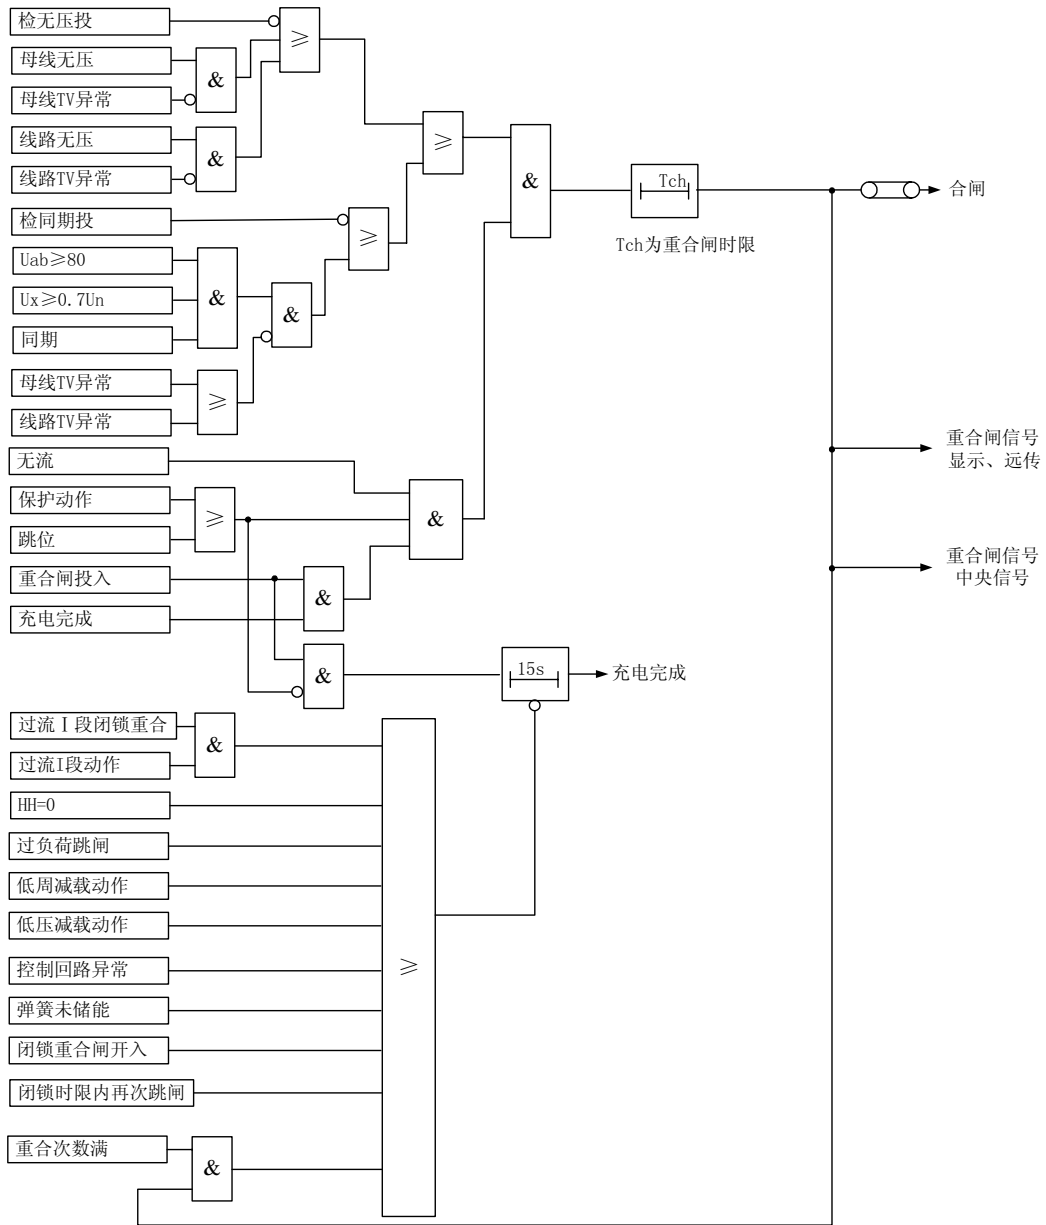 检无压投
≥
母线无压
&
母线TV异常
线路无压
&
线路TV异常
≥
&
Tch
合闸
Tch为重合闸时限
检同期投
≥
Uab≥80
Ux≥0.7Un
&
&
同期
母线TV异常
≥
线路TV异常
重合闸信号
显示、远传
无流
保护动作
≥
&
跳位
重合闸信号
中央信号
重合闸投入
&
充电完成
&
15s
充电完成
过流Ⅰ段闭锁重合
&
过流I段动作
HH=0
过负荷跳闸
低周减载动作
低压减载动作
≥
控制回路异常
弹簧未储能
闭锁重合闸开入
闭锁时限内再次跳闸
重合次数满
&